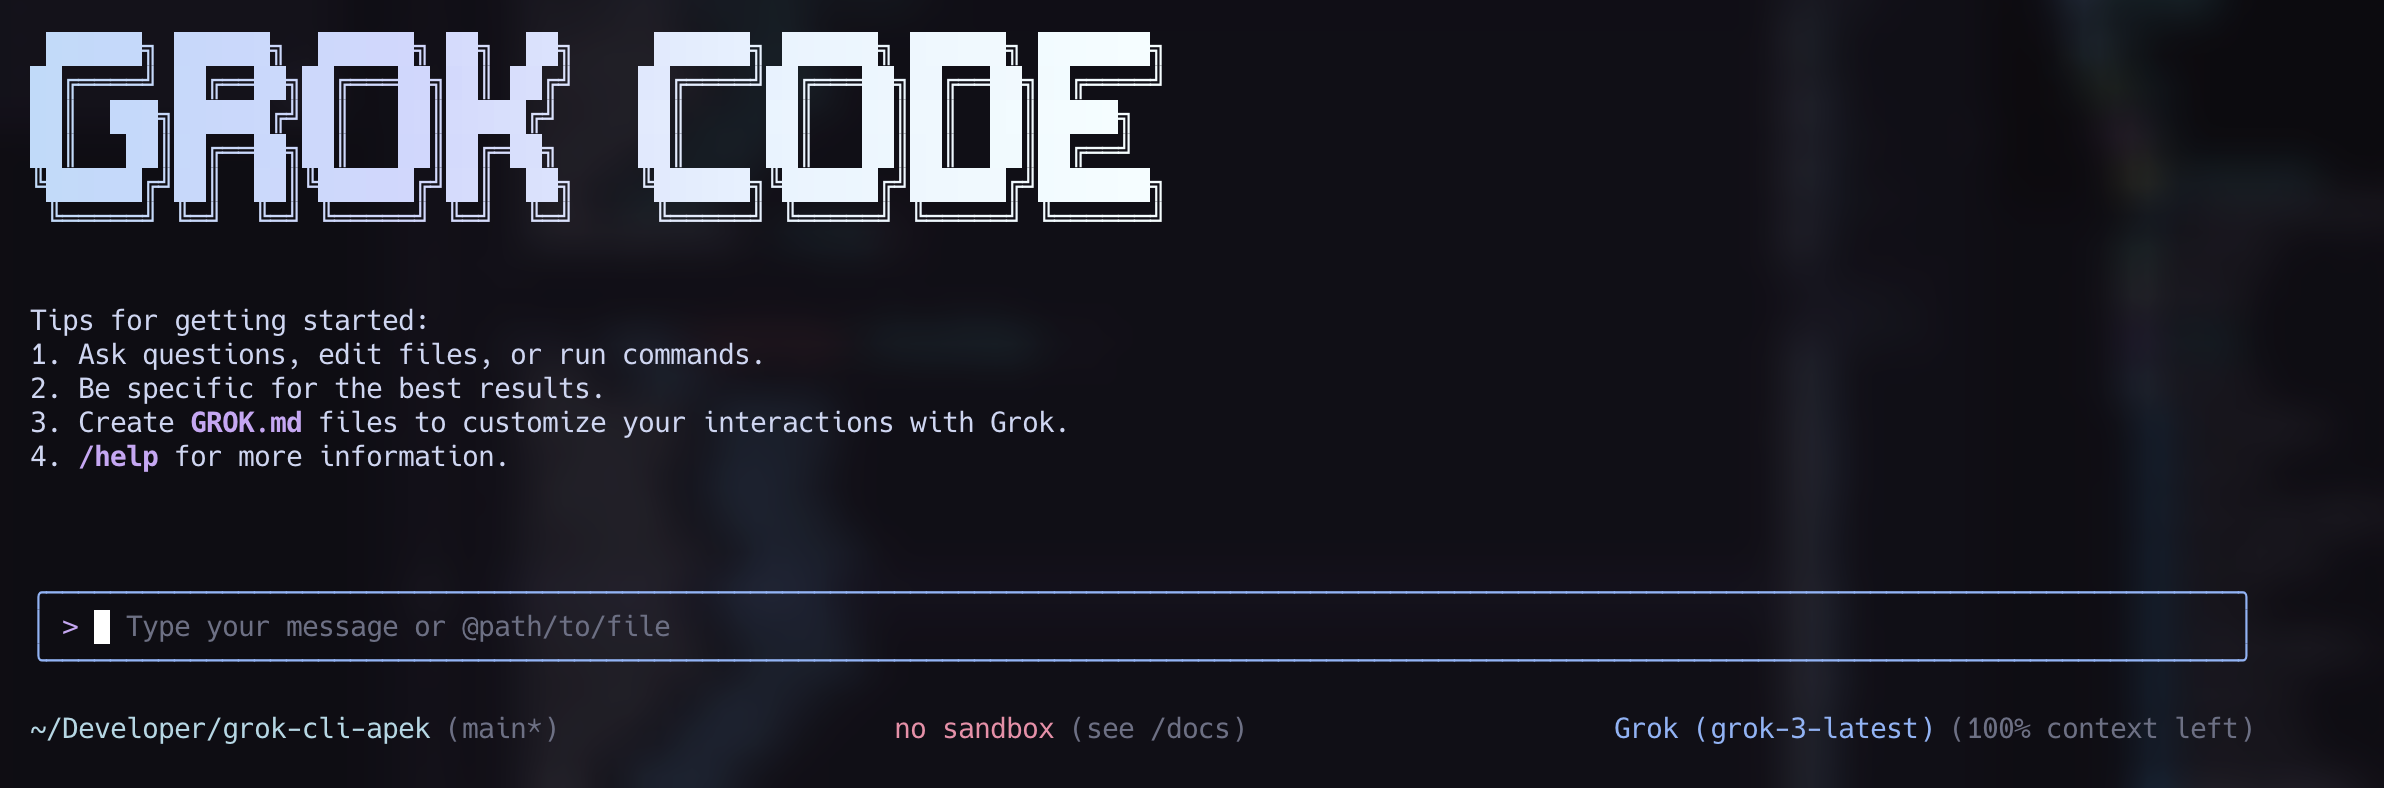 GROK CODE
Tips for getting started:
1. Ask questions, edit files, or run commands.
2. Be specific for the best results.
3. Create GROK.md files to customize your interactions with Grok.
4. /help for more information.
> Type your message or @path/to/file
~/Developer/grok-cli-apek (main*) no sandbox (see /docs) Grok (grok-3-latest) (100% context left)